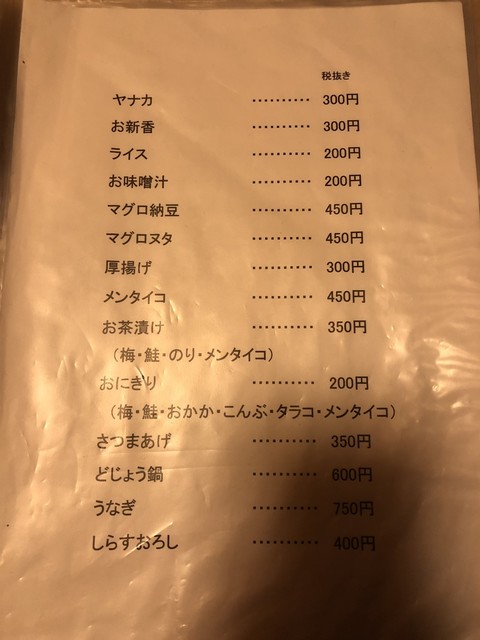 税抜き
ヤナカ ・・・・・・・・・・ 300円
お新香 ・・・・・・・・・・ 300円
ライス ・・・・・・・・・・ 200円
お味噌汁 ・・・・・・・・・・ 200円
マグロ納豆 ・・・・・・・・・・ 450円
マグロヌタ ・・・・・・・・・・ 450円
厚揚げ ・・・・・・・・・・ 300円
メンタイコ ・・・・・・・・・・ 450円
お茶漬け ・・・・・・・・・・ 350円
（梅・鮭・のり・メンタイコ）
おにぎり ・・・・・・・・・・ 200円
（梅・鮭・おかか・こんぶ・タラコ・メンタイコ）
さつまあげ ・・・・・・・・・・ 350円
どじょう鍋 ・・・・・・・・・・ 600円
うなぎ ・・・・・・・・・・ 750円
しらすおろし ・・・・・・・・・・ 400円